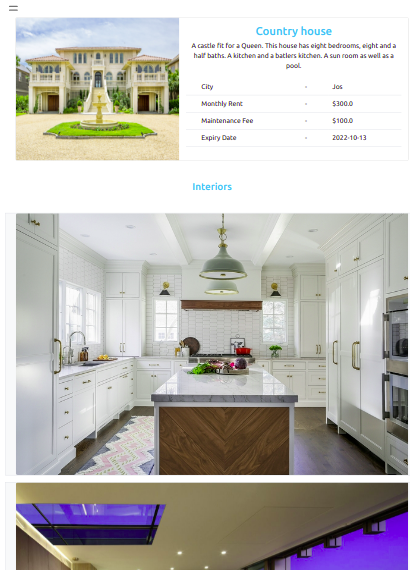 Country house
A castle fit for a Queen. This house has eight bedrooms, eight and a
half baths. A kitchen and a batlers kitchen. A sun room as well as a
pool.
City - Jos
Monthly Rent - $300.0
Maintenance Fee - $100.0
Expiry Date - 2022-10-13
Interiors